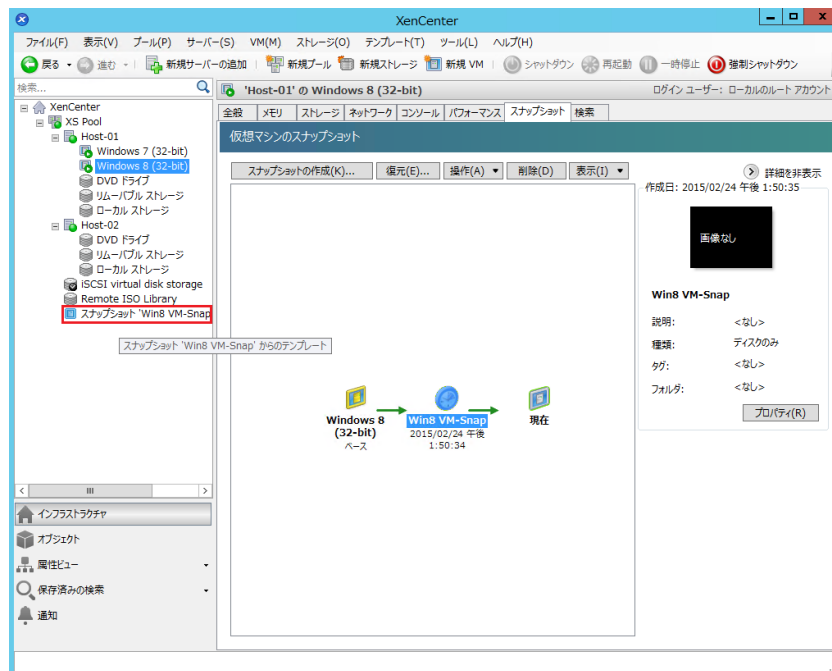 XenCenter
ファイル(F) 表示(V) プール(P) サーバー(S) VM(M) ストレージ(O) テンプレート(T) ツール(L) ヘルプ(H)
戻る 進む 新規サーバーの追加 新規プール 新規ストレージ 新規 VM シャットダウン 再起動 一時停止 強制シャットダウン
検索...
XenCenter
XS Pool
Host-01
Windows 7 (32-bit)
Windows 8 (32-bit)
DVD ドライブ
リムーバブル ストレージ
ローカル ストレージ
Host-02
DVD ドライブ
リムーバブル ストレージ
ローカル ストレージ
iSCSI virtual disk storage
Remote ISO Library
スナップショット 'Win8 VM-Snap
スナップショット 'Win8 VM-Snap' からのテンプレート
インフラストラクチャ
オブジェクト
属性ビュー
保存済みの検索
通知
'Host-01' の Windows 8 (32-bit) ログイン ユーザー: ローカルのルート アカウント
全般 メモリ ストレージ ネットワーク コンソール パフォーマンス スナップショット 検索
仮想マシンのスナップショット
スナップショットの作成(K)... 復元(E)... 操作(A) 削除(D) 表示(I)
Windows 8
(32-bit)
ベース
Win8 VM-Snap
2015/02/24 午後
1:50:34
現在
詳細を非表示
作成日: 2015/02/24 午後 1:50:35
画像なし
Win8 VM-Snap
説明: <なし>
種類: ディスクのみ
タグ: <なし>
フォルダ: <なし>
プロパティ(R)